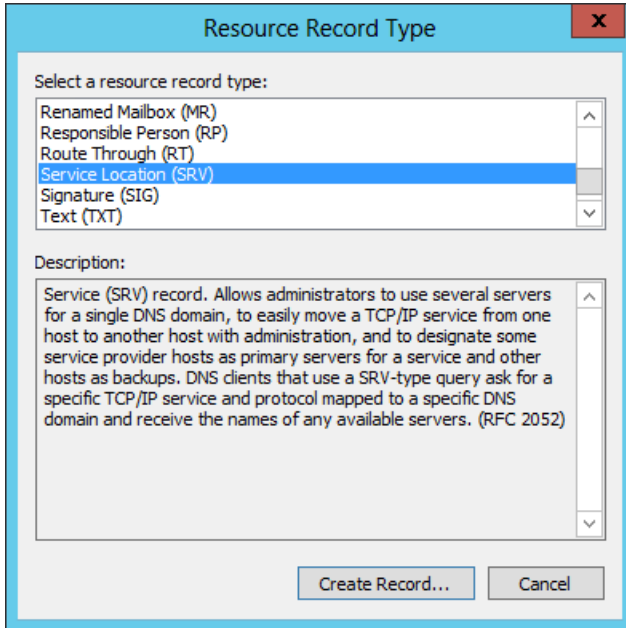 Resource Record Type
x
Select a resource record type:
Renamed Mailbox (MR)
Responsible Person (RP)
Route Through (RT)
Service Location (SRV)
Signature (SIG)
Text (TXT)
Description:
Service (SRV) record. Allows administrators to use several servers
for a single DNS domain, to easily move a TCP/IP service from one
host to another host with administration, and to designate some
service provider hosts as primary servers for a service and other
hosts as backups. DNS clients that use a SRV-type query ask for a
specific TCP/IP service and protocol mapped to a specific DNS
domain and receive the names of any available servers. (RFC 2052)
Create Record...
Cancel